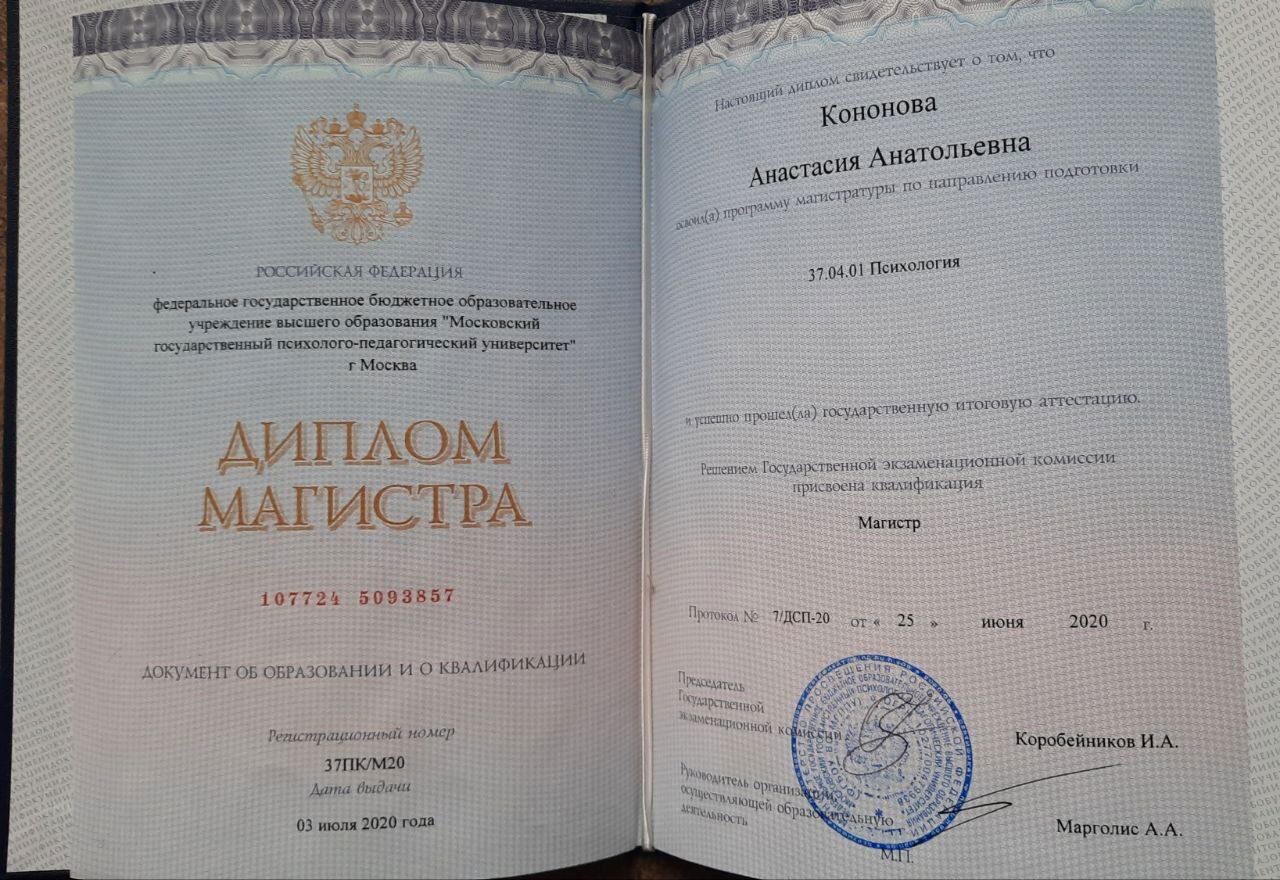 РОССИЙСКАЯ ФЕДЕРАЦИЯ
федеральное государственное бюджетное образовательное
учреждение высшего образования "Московский
государственный психолого-педагогический университет"
г Москва
ДИПЛОМ
МАГИСТРА
107724 5093857
ДОКУМЕНТ ОБ ОБРАЗОВАНИИ И О КВАЛИФИКАЦИИ
Регистрационный номер
37ПК/М20
Дата выдачи
03 июля 2020 года
Настоящий диплом свидетельствует о том, что
Кононова
Анастасия Анатольевна
освоил(а) программу магистратуры по направлению подготовки
37.04.01 Психология
и успешно прошел(ла) государственную итоговую аттестацию.
Решением Государственной экзаменационной комиссии
присвоена квалификация
Магистр
Протокол № 7/ДСП-20 от « 25 » июня 2020 г.
Председатель
Государственной
экзаменационной комиссии
Коробейников И.А.
Руководитель организации,
осуществляющей образовательную
деятельность
Марголис А.А.
М.П.